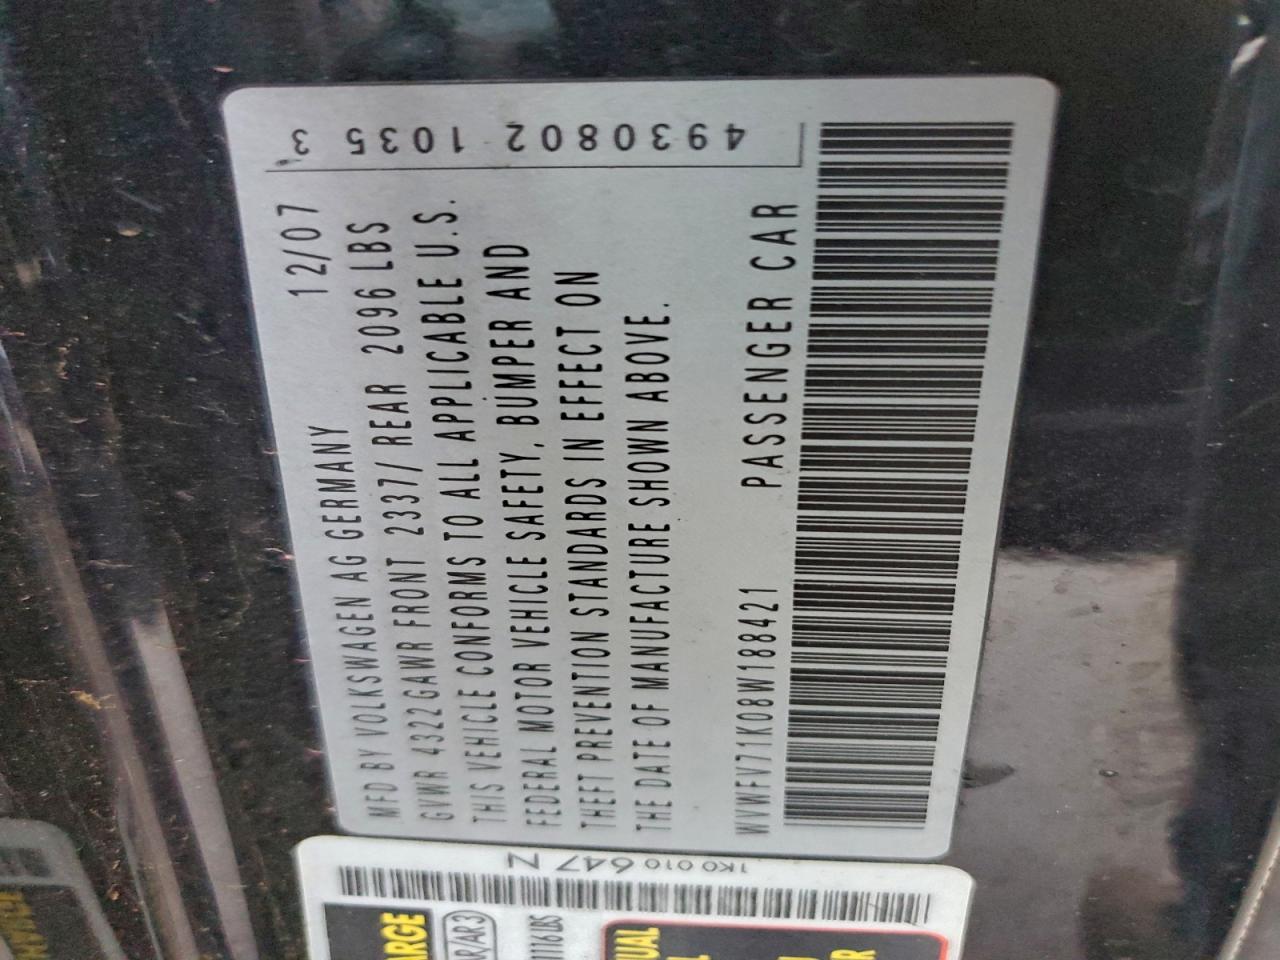 MFD BY VOLKSWAGEN AG GERMANY 12/07
GVWR 4322 GAWR FRONT 2337/ REAR 2096 LBS
THIS VEHICLE CONFORMS TO ALL APPLICABLE U.S.
FEDERAL MOTOR VEHICLE SAFETY, BUMPER AND
THEFT PREVENTION STANDARDS IN EFFECT ON
THE DATE OF MANUFACTURE SHOWN ABOVE.
WVWFV71K08W188421 PASSENGER CAR
4930802 1035 3
1K0 010 647 N